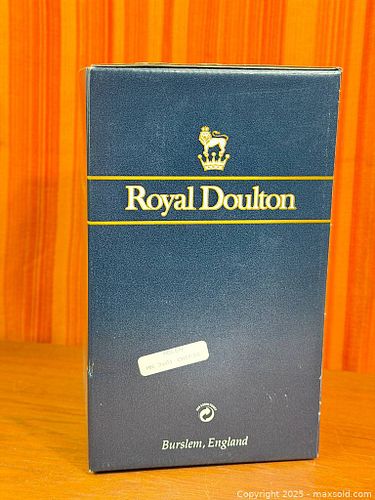 Royal Doulton
Burslem, England
Copyright 2025 - maxsold.com